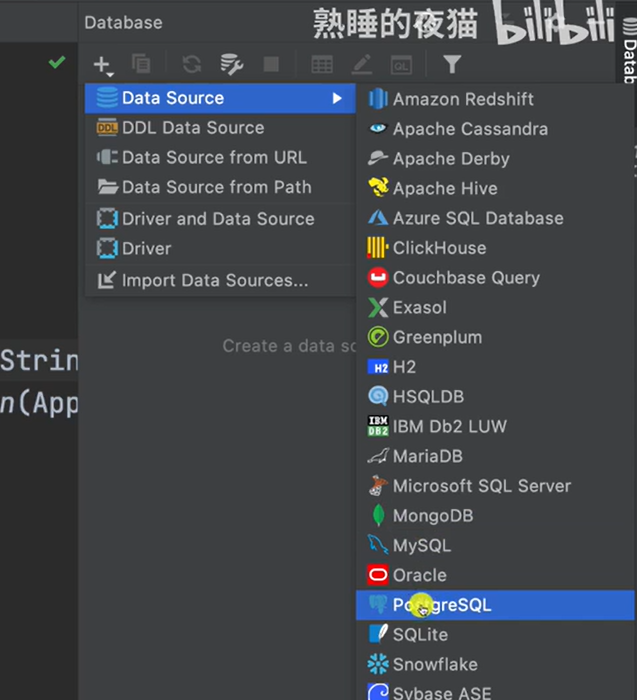 Database
熟睡的夜猫 bilibili
Datab
Data Source
DDL Data Source
Data Source from URL
Data Source from Path
Driver and Data Source
Driver
Import Data Sources...
Create a data so
Strin
n(App
Amazon Redshift
Apache Cassandra
Apache Derby
Apache Hive
Azure SQL Database
ClickHouse
Couchbase Query
Exasol
Greenplum
H2
HSQLDB
IBM Db2 LUW
MariaDB
Microsoft SQL Server
MongoDB
MySQL
Oracle
PostgreSQL
SQLite
Snowflake
Sybase ASE